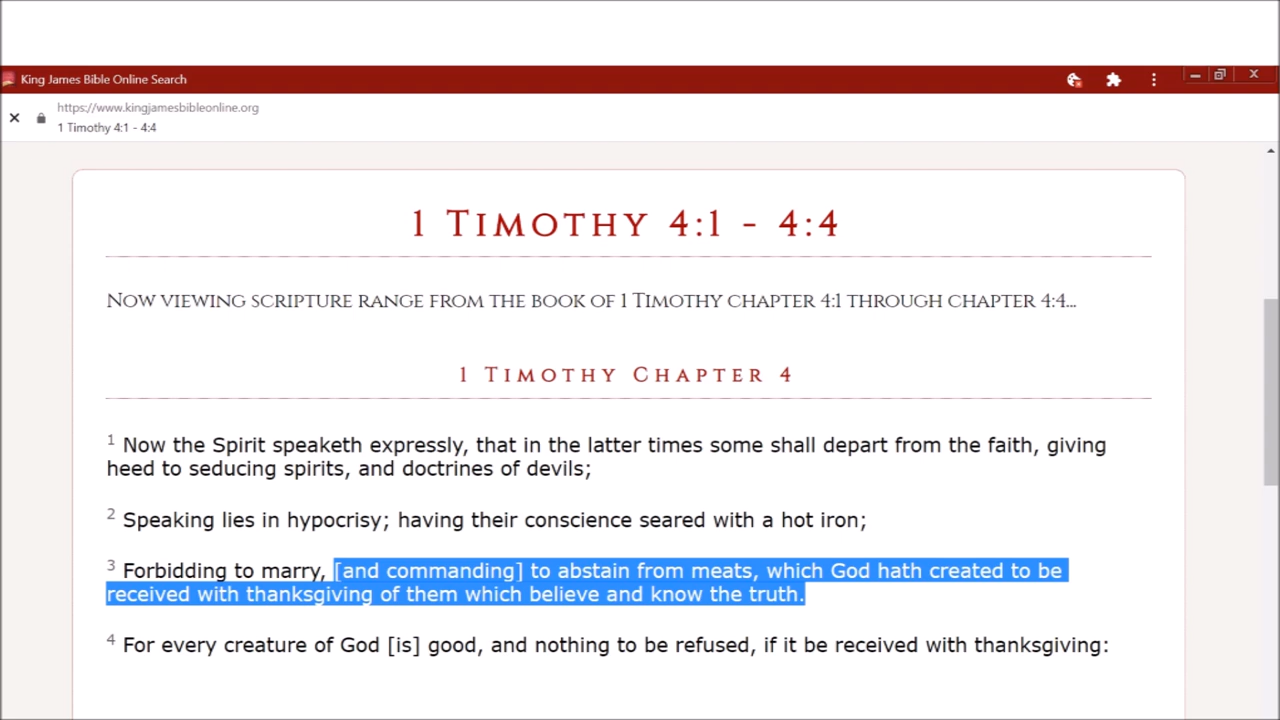 King James Bible Online Search
https://www.kingjamesbibleonline.org
1 Timothy 4:1 - 4:4
1 Timothy 4:1 - 4:4
Now viewing scripture range from the book of 1 Timothy chapter 4:1 through chapter 4:4...
1 Timothy Chapter 4
1 Now the Spirit speaketh expressly, that in the latter times some shall depart from the faith, giving
heed to seducing spirits, and doctrines of devils;
2 Speaking lies in hypocrisy; having their conscience seared with a hot iron;
3 Forbidding to marry, [and commanding] to abstain from meats, which God hath created to be
received with thanksgiving of them which believe and know the truth.
4 For every creature of God [is] good, and nothing to be refused, if it be received with thanksgiving: